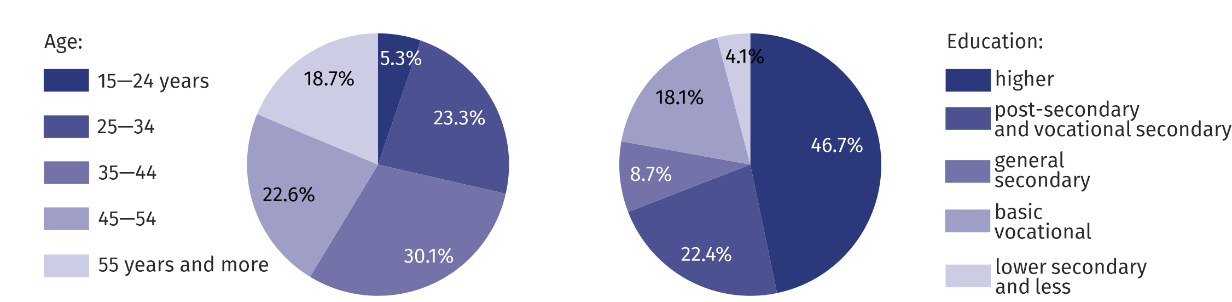 Age:
15—24 years
25—34
35—44
45—54
55 years and more
5.3%
23.3%
30.1%
22.6%
18.7%
46.7%
22.4%
8.7%
18.1%
4.1%
Education:
higher
post-secondary
and vocational secondary
general
secondary
basic
vocational
lower secondary
and less